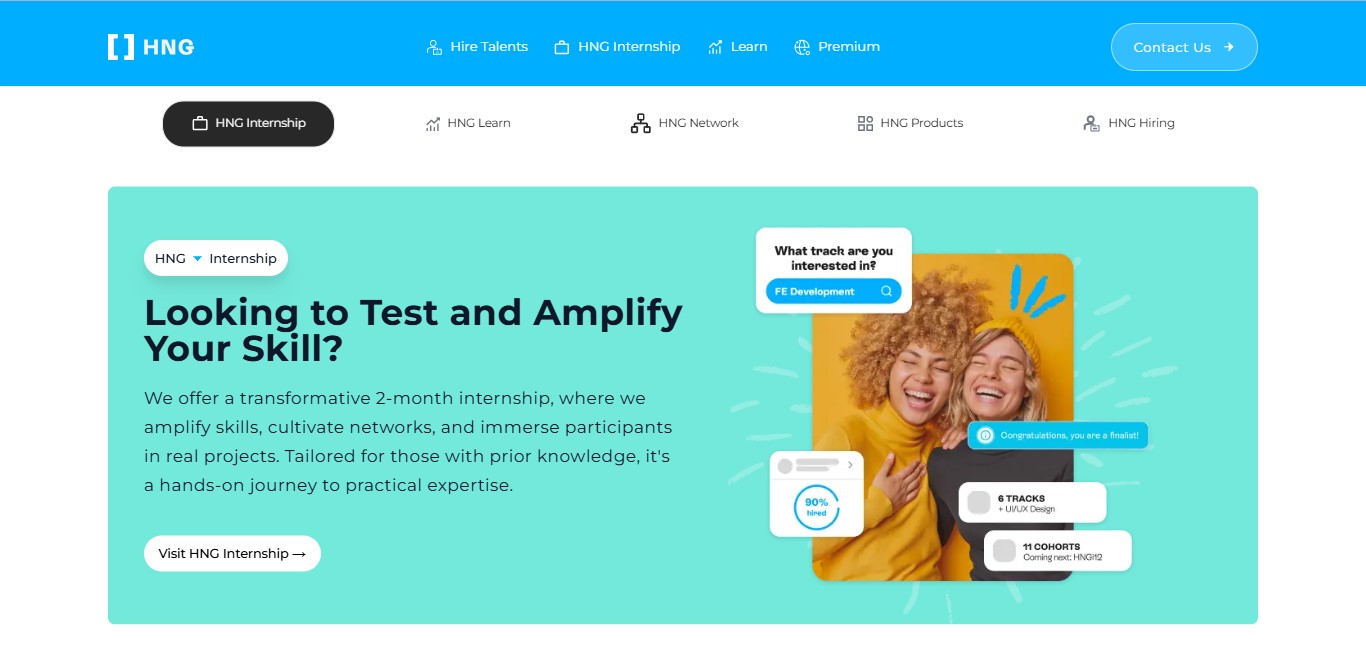 [ ] HNG
Hire Talents
HNG Internship
Learn
Premium
Contact Us →
HNG Internship
HNG Learn
HNG Network
HNG Products
HNG Hiring
HNG Internship
Looking to Test and Amplify
Your Skill?
We offer a transformative 2-month internship, where we
amplify skills, cultivate networks, and immerse participants
in real projects. Tailored for those with prior knowledge, it's
a hands-on journey to practical expertise.
Visit HNG Internship →
What track are you
interested in?
FE Development
Congratulations, you are a finalist!
90%
hired
6 TRACKS
+ UI/UX Design
11 COHORTS
Coming next: HNGi12